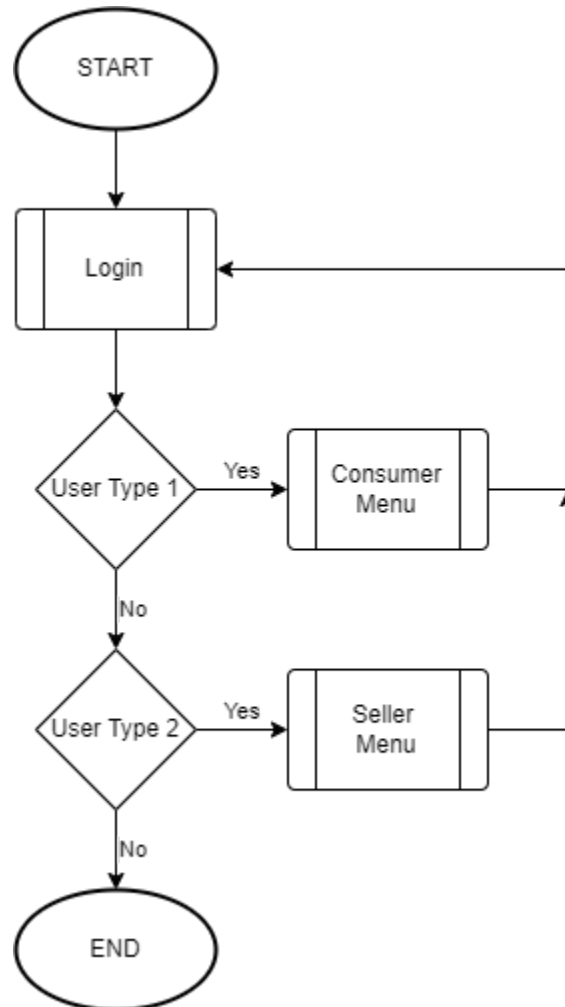 START
Login
User Type 1
Yes
Consumer
Menu
No
User Type 2
Yes
Seller
Menu
No
END